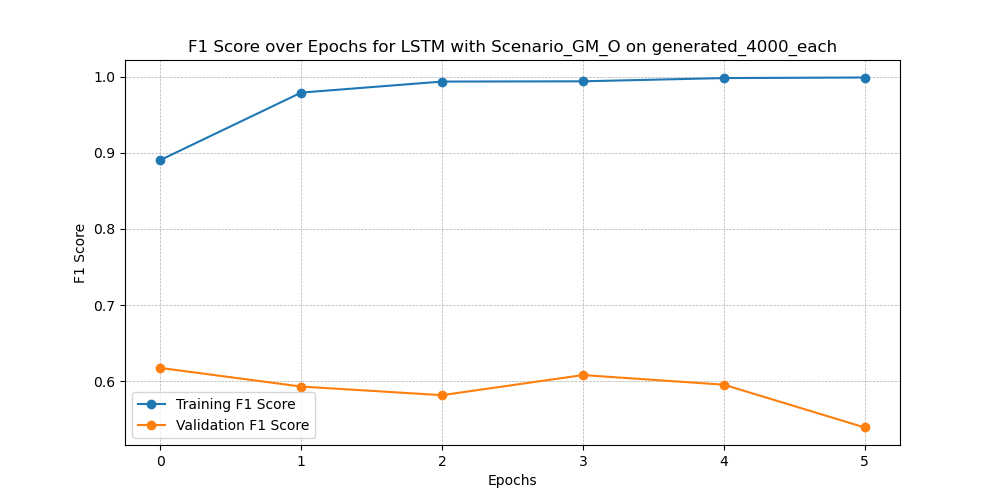 F1 Score over Epochs for LSTM with Scenario_GM_O on generated_4000_each
1.0
0.9
0.8
0.7
0.6
F1 Score
Training F1 Score
Validation F1 Score
0 1 2 3 4 5
Epochs